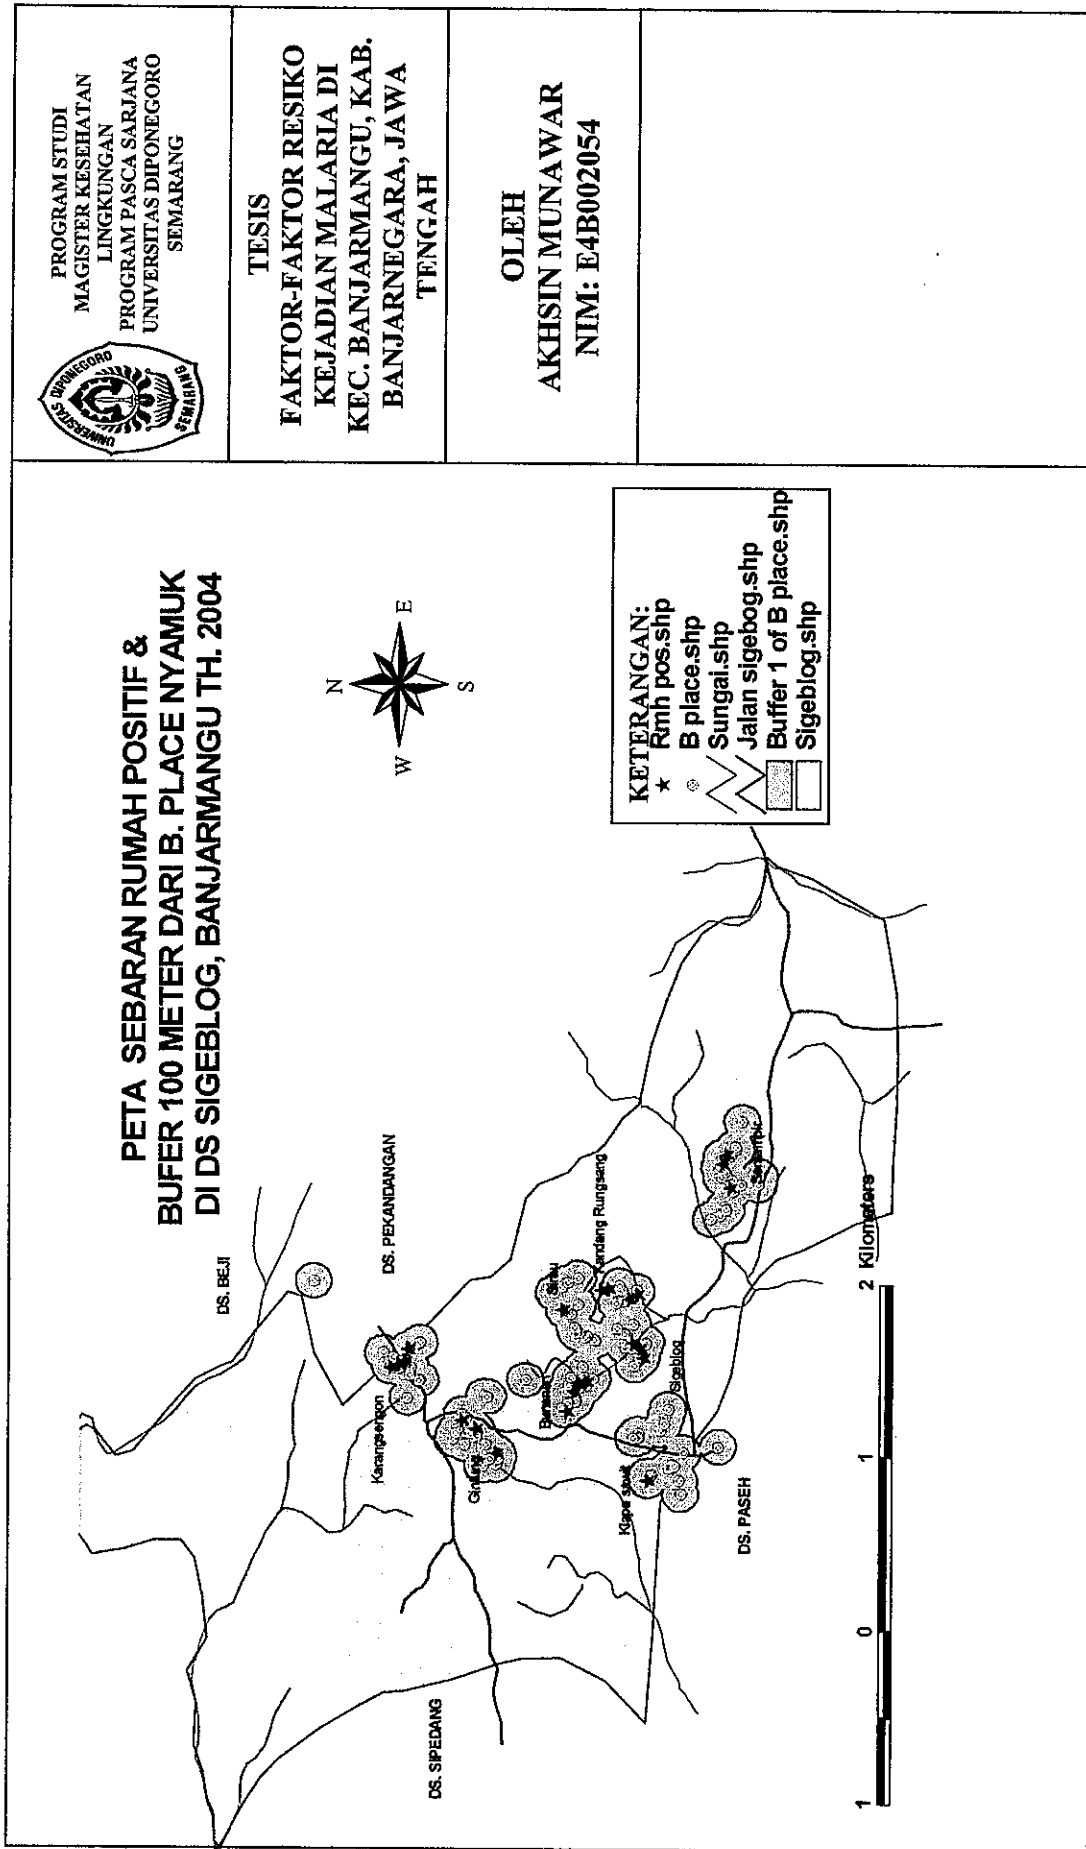 PETA SEBARAN RUMAH POSITIF &
BUFER 100 METER DARI B. PLACE NYAMUK
DI DS SIGEBLOG, BANJARMANGU TH. 2004
N
W
E
S
DS. BEJI
DS. PEKANDANGAN
Karangsengon
Gintung
Kandang Rungsang
Sigeblog
DS. PASEH
DS. SIPEDANG
1
0
1
2 Kilometers
KETERANGAN:
Rmh pos.shp
B place.shp
Sungai.shp
Jalan sigebog.shp
Buffer 1 of B place.shp
Sigeblog.shp
UNIVERSITAS DIPONEGORO
SEMARANG
PROGRAM STUDI
MAGISTER KESEHATAN
LINGKUNGAN
PROGRAM PASCA SARJANA
UNIVERSITAS DIPONEGORO
SEMARANG
TESIS
FAKTOR-FAKTOR RESIKO
KEJADIAN MALARIA DI
KEC. BANJARMANGU, KAB.
BANJARNEGARA, JAWA
TENGAH
OLEH
AKHSIN MUNAWAR
NIM: E4B002054